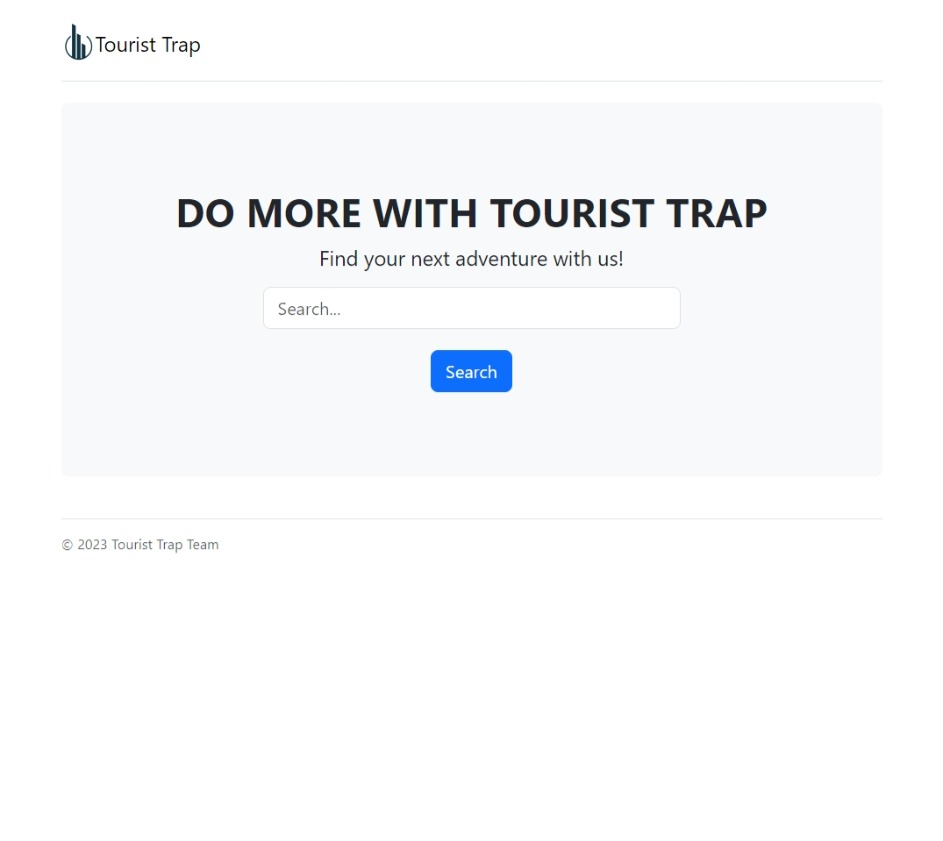 Tourist Trap
DO MORE WITH TOURIST TRAP
Find your next adventure with us!
Search...
Search
© 2023 Tourist Trap Team